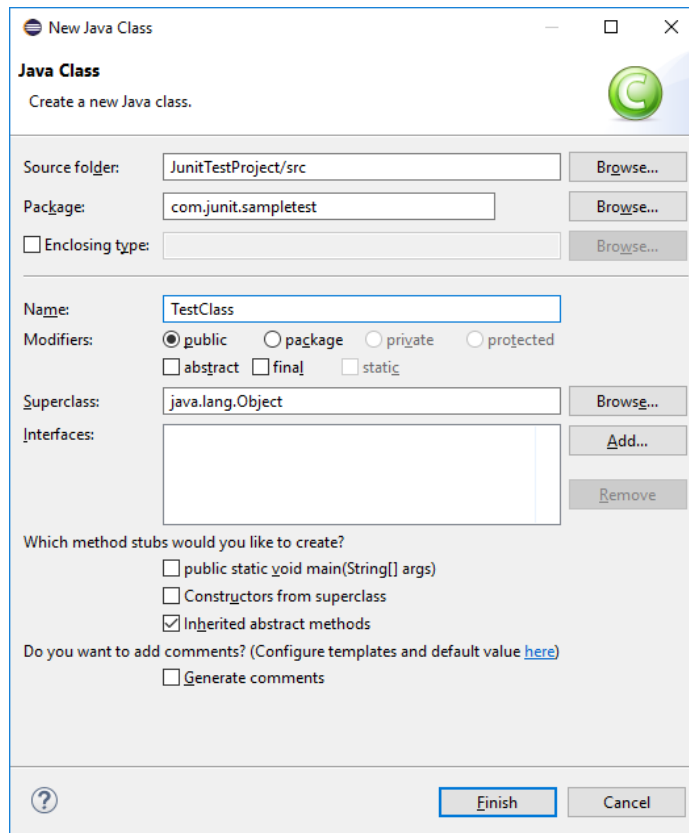 New Java Class
Java Class
Create a new Java class.
C
Source folder: JunitTestProject/src Browse...
Package: com.junit.sampletest Browse...
Enclosing type: Browse...
Name: TestClass
Modifiers: public package private protected
abstract final static
Superclass: java.lang.Object Browse...
Interfaces: Add...
Remove
Which method stubs would you like to create?
public static void main(String[] args)
Constructors from superclass
Inherited abstract methods
Do you want to add comments? (Configure templates and default value here)
Generate comments
? Finish Cancel